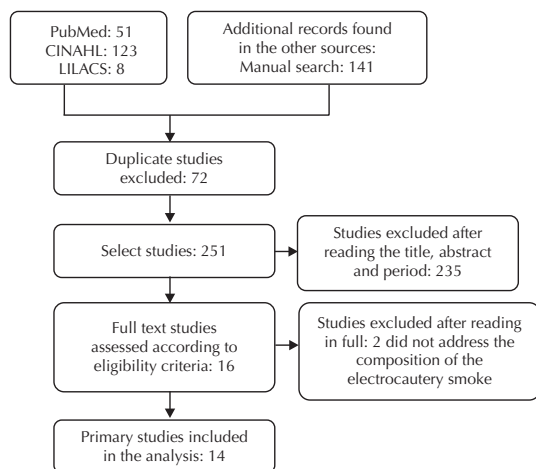 PubMed: 51
CINAHL: 123
LILACS: 8
Additional records found
in the other sources:
Manual search: 141
Duplicate studies
excluded: 72
Select studies: 251
Studies excluded after
reading the title, abstract
and period: 235
Full text studies
assessed according to
eligibility criteria: 16
Studies excluded after reading
in full: 2 did not address the
composition of the
electrocautery smoke
Primary studies included
in the analysis: 14